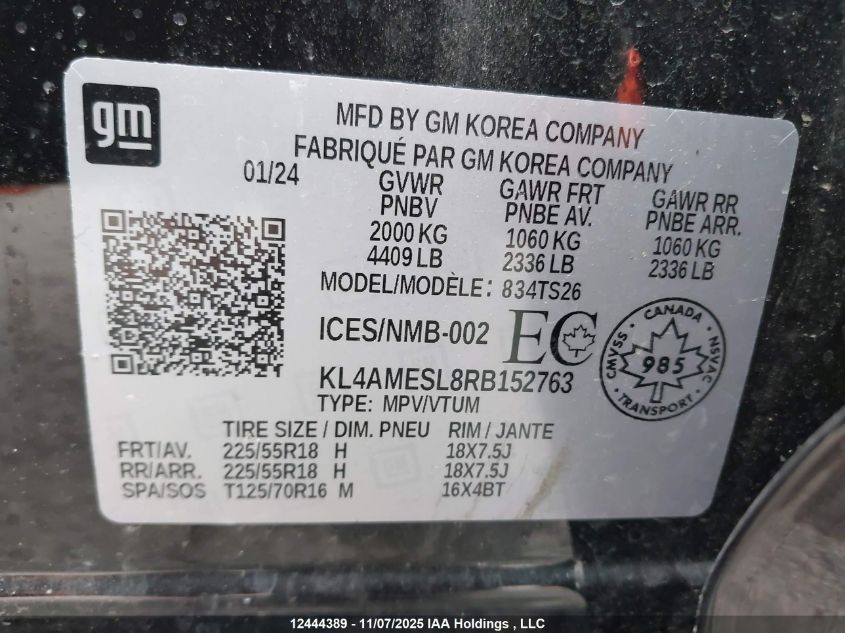 gm
MFD BY GM KOREA COMPANY
FABRIQUÉ PAR GM KOREA COMPANY
01/24
GVWR GAWR FRT GAWR RR
PNBV PNBE AV. PNBE ARR.
2000 KG 1060 KG 1060 KG
4409 LB 2336 LB 2336 LB
MODEL/MODÈLE: 834TS26
ICES/NMB-002 EC
CANADA
CMVSS 985 NSVAC
TRANSPORT
KL4AMESL8RB152763
TYPE: MPV/VTUM
TIRE SIZE / DIM. PNEU RIM / JANTE
FRT/AV. 225/55R18 H 18X7.5J
RR/ARR. 225/55R18 H 18X7.5J
SPA/SOS T125/70R16 M 16X4BT
12444389 - 11/07/2025 IAA Holdings , LLC